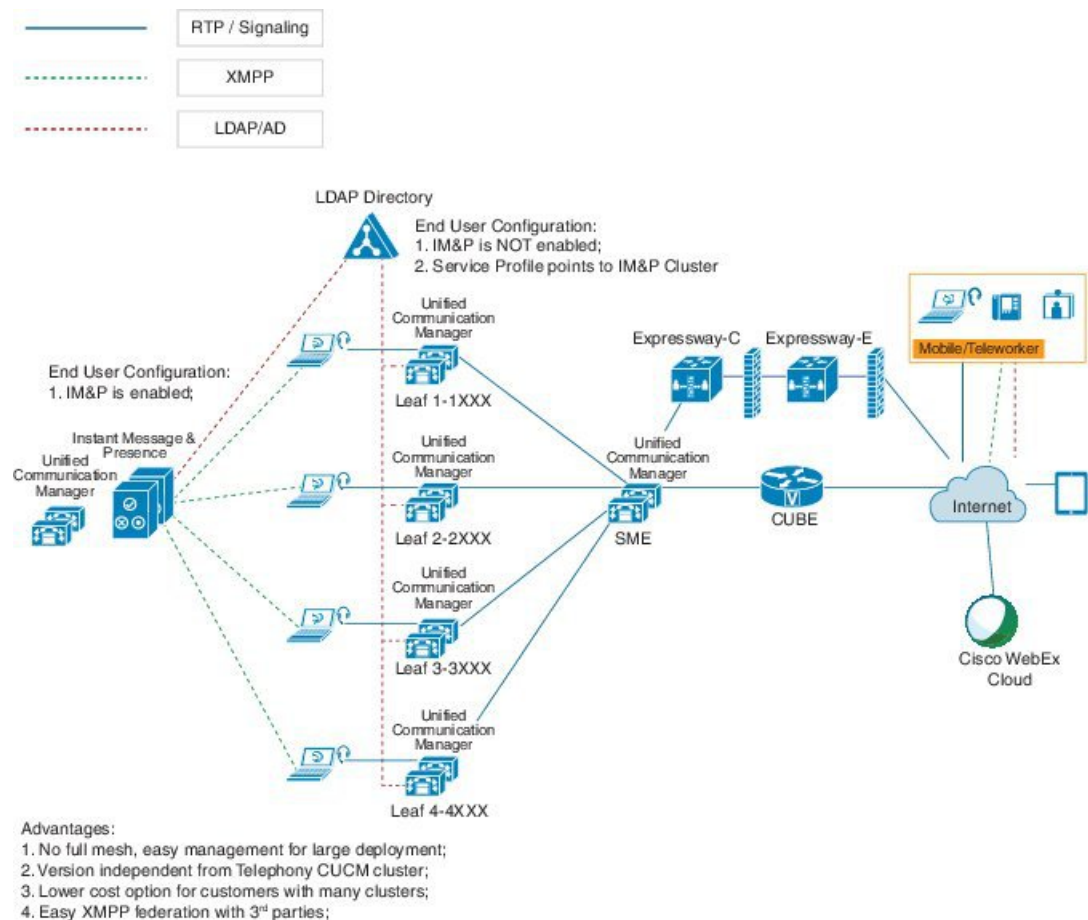 RTP / Signaling
XMPP
LDAP/AD
LDAP Directory
End User Configuration:
1. IM&P is NOT enabled;
2. Service Profile points to IM&P Cluster
Unified
Communication
Manager
Leaf 1-1XXX
Expressway-C
Expressway-E
Mobile/Teleworker
End User Configuration:
1. IM&P is enabled;
Instant Message &
Presence
Unified
Communication
Manager
Unified
Communication
Manager
Leaf 2-2XXX
Unified
Communication
Manager
SME
V
CUBE
Internet
Unified
Communication
Manager
Leaf 3-3XXX
Cisco WebEx
Cloud
Unified
Communication
Manager
Leaf 4-4XXX
Advantages:
1. No full mesh, easy management for large deployment;
2. Version independent from Telephony CUCM cluster;
3. Lower cost option for customers with many clusters;
4. Easy XMPP federation with 3rd parties;